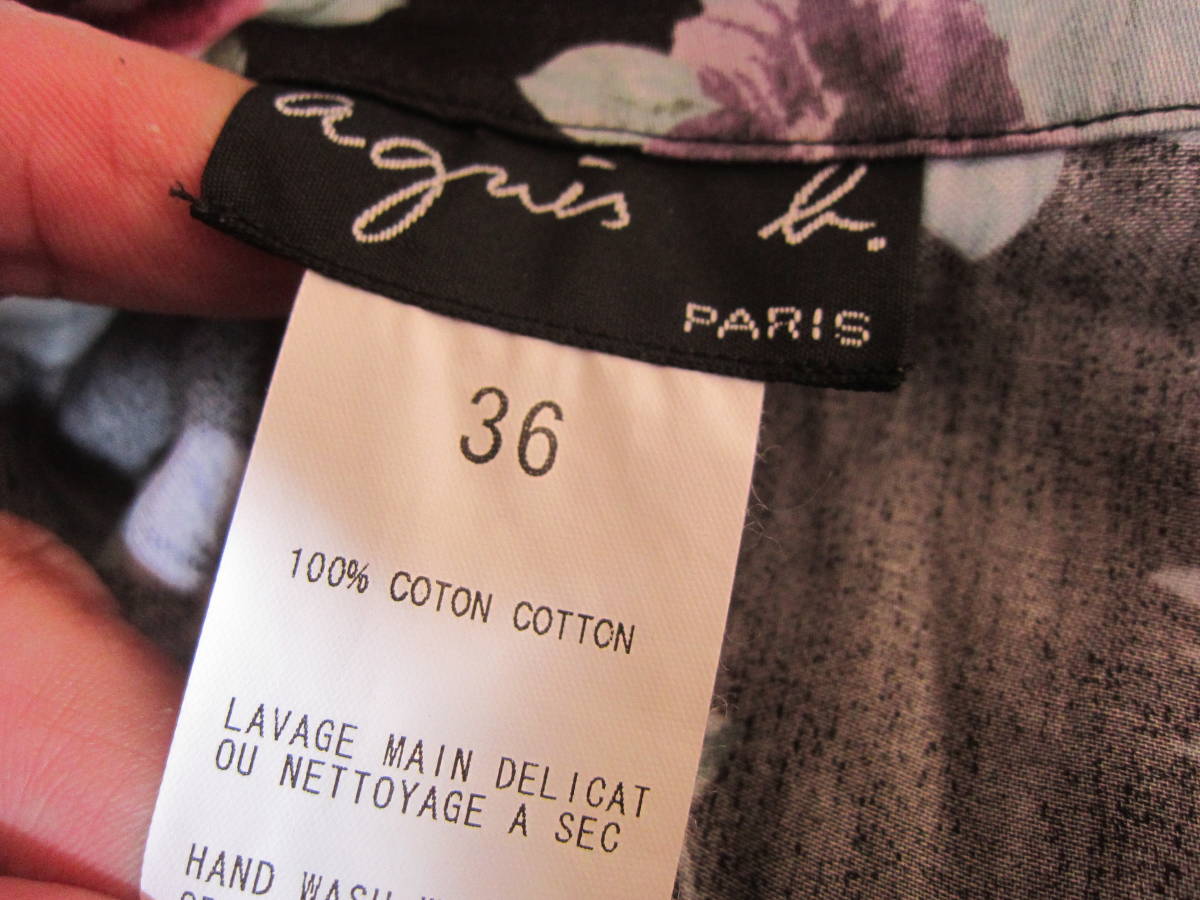 agnès b.
PARIS
36
100% COTON COTTON
LAVAGE MAIN DELICAT
OU NETTOYAGE A SEC
HAND WASH